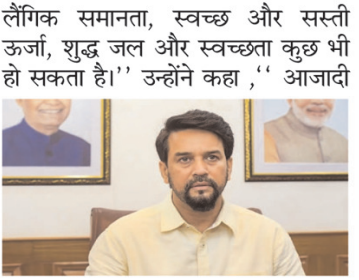 लैंगिक समानता, स्वच्छ और सस्ती
ऊर्जा, शुद्ध जल और स्वच्छता कुछ भी
हो सकता है।’’ उन्होंने कहा ,‘‘ आजादी